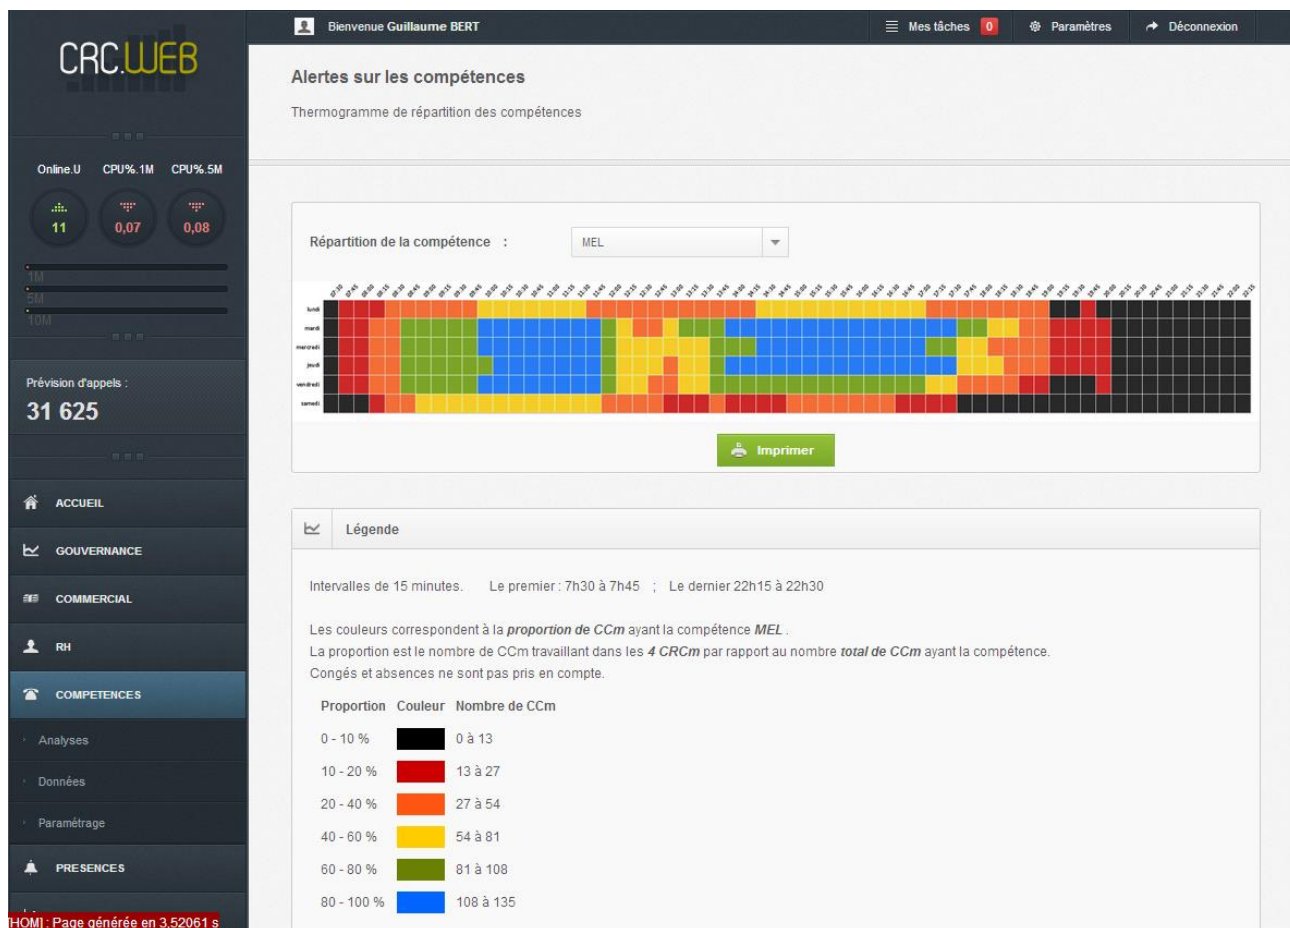 CRC.WEB
Bienvenue Guillaume BERT
Mes tâches 0
Paramètres
Déconnexion
Alertes sur les compétences
Thermogramme de répartition des compétences
Online.U CPU%.1M CPU%.5M
11 0,07 0,08
1M
5M
10M
Prévision d'appels :
31 625
ACCUEIL
GOUVERNANCE
COMMERCIAL
RH
COMPETENCES
Analyses
Données
Paramétrage
PRESENCES
[HOM] : Page générée en 3,52061 s
Répartition de la compétence : MEL
lundi
mardi
mercredi
jeudi
vendredi
samedi
Imprimer
Légende
Intervalles de 15 minutes. Le premier : 7h30 à 7h45 ; Le dernier 22h15 à 22h30
Les couleurs correspondent à la proportion de CCm ayant la compétence MEL .
La proportion est le nombre de CCm travaillant dans les 4 CRCm par rapport au nombre total de CCm ayant la compétence.
Congés et absences ne sont pas pris en compte.
Proportion Couleur Nombre de CCm
0 - 10 % 0 à 13
10 - 20 % 13 à 27
20 - 40 % 27 à 54
40 - 60 % 54 à 81
60 - 80 % 81 à 108
80 - 100 % 108 à 135